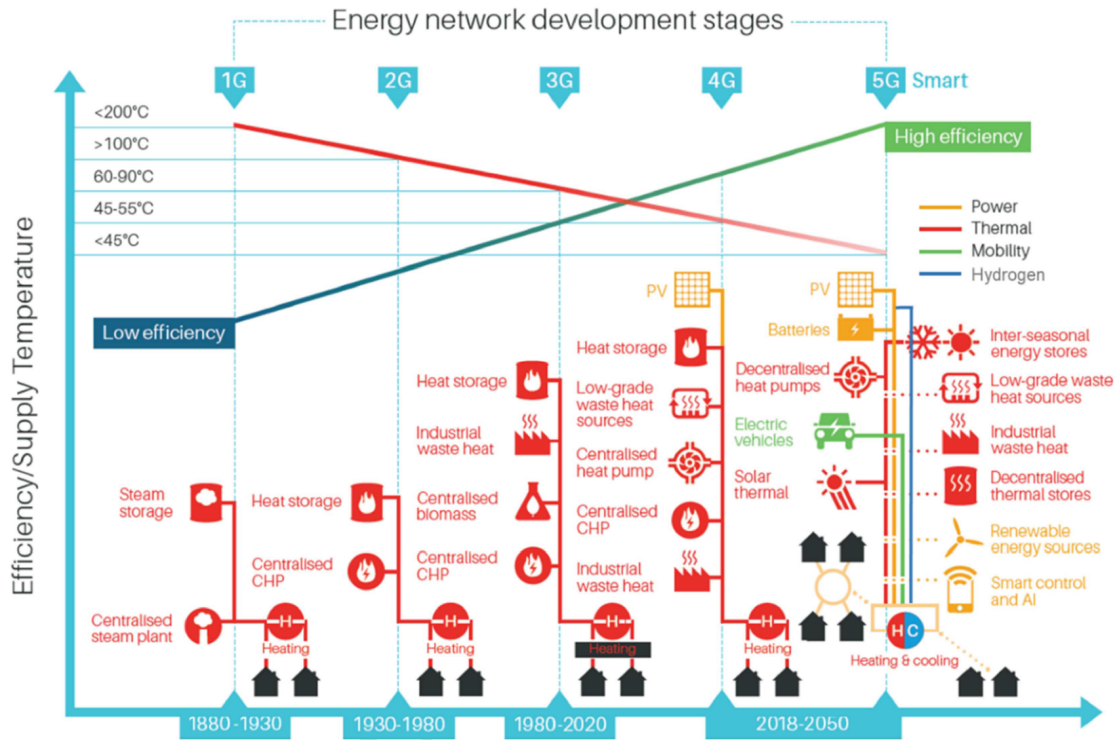 Energy network development stages
1G
2G
3G
4G
5G Smart
<200°C
>100°C
60-90°C
45-55°C
<45°C
Efficiency/Supply Temperature
High efficiency
Low efficiency
Power
Thermal
Mobility
Hydrogen
Steam
storage
Centralised
steam plant
H
Heating
Heat storage
Centralised
CHP
H
Heating
Heat storage
Industrial
waste heat
Centralised
biomass
Centralised
CHP
H
Heating
PV
Heat storage
Low-grade
waste heat
sources
Centralised
heat pump
Centralised
CHP
Industrial
waste heat
H
Heating
PV
Batteries
Decentralised
heat pumps
Electric
vehicles
Solar
thermal
Inter-seasonal
energy stores
Low-grade waste
heat sources
Industrial
waste heat
Decentralised
thermal stores
Renewable
energy sources
Smart control
and AI
H C
Heating & cooling
1880-1930
1930-1980
1980-2020
2018-2050